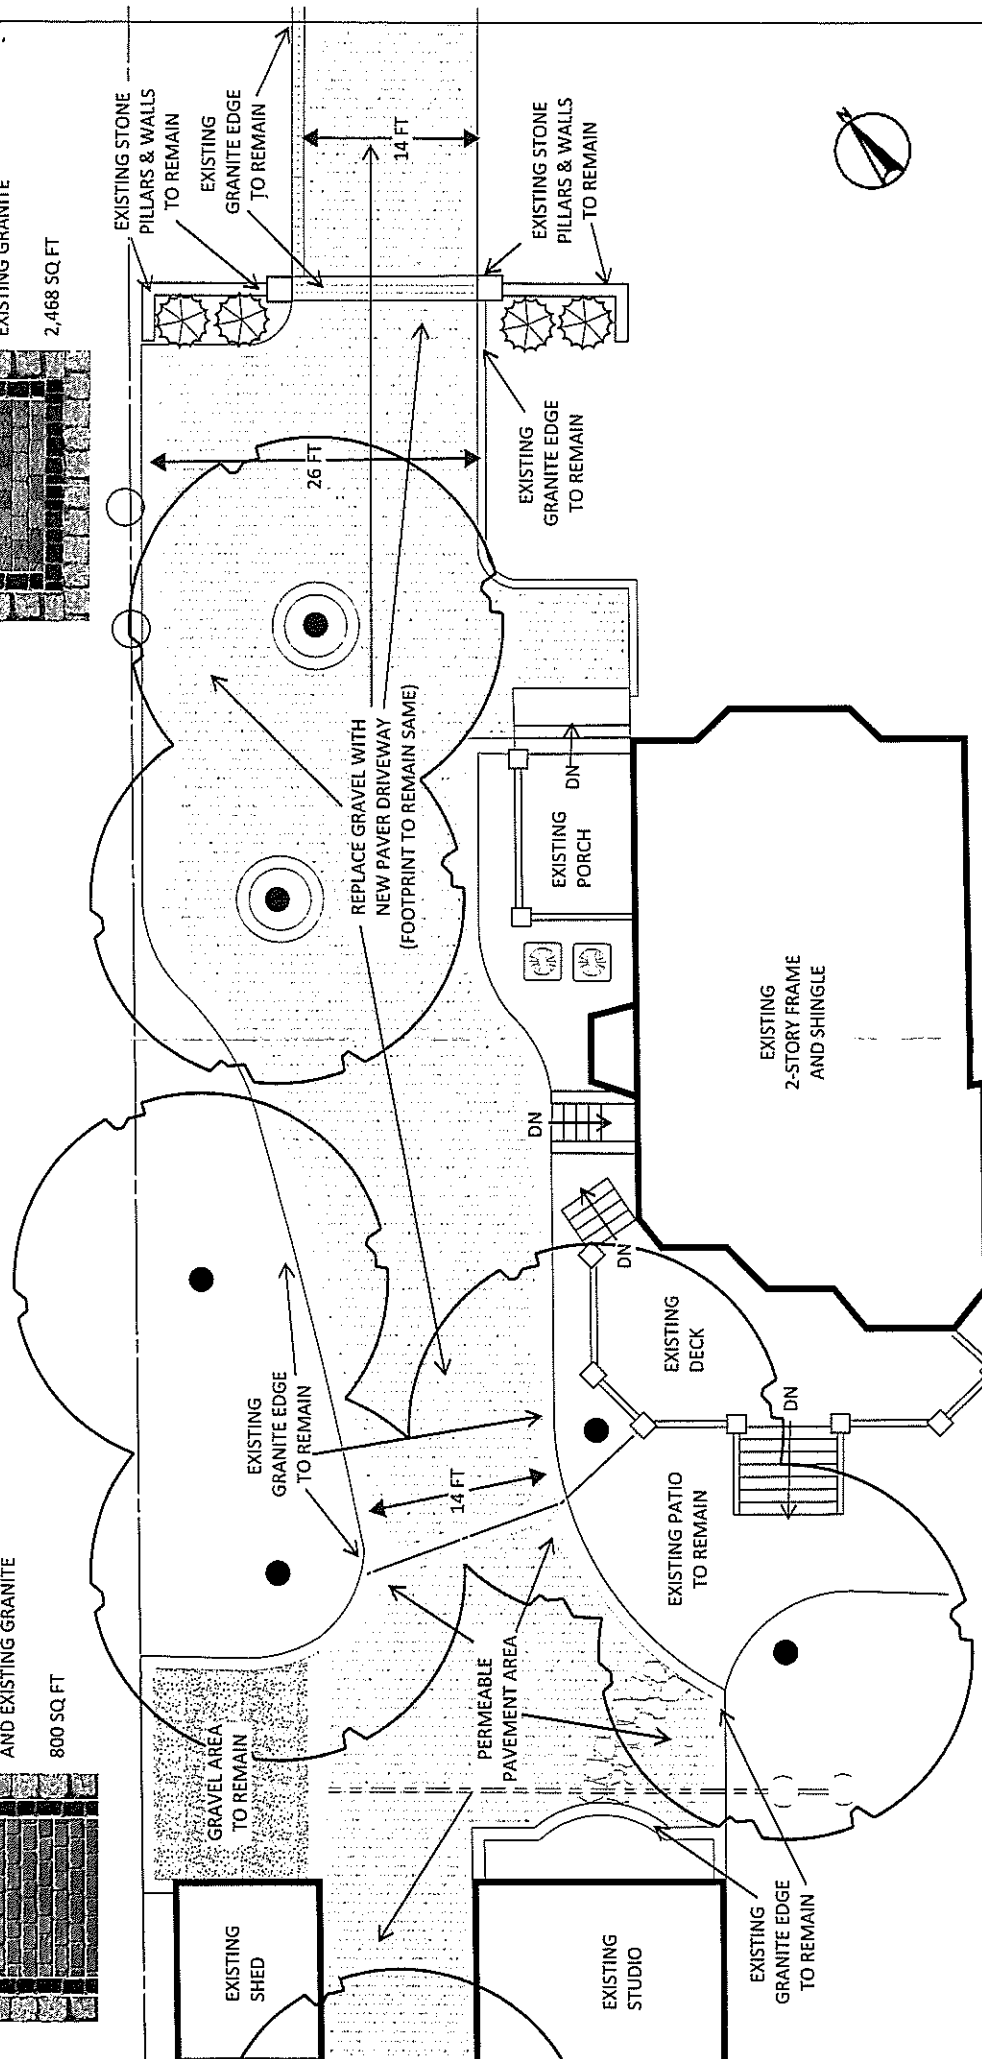 EXISTING GRANITE
2,468 SQ FT
AND EXISTING GRANITE
800 SQ FT
EXISTING STONE
PILLARS & WALLS
TO REMAIN
EXISTING
GRANITE EDGE
TO REMAIN
14 FT
EXISTING STONE
PILLARS & WALLS
TO REMAIN
N
26 FT
EXISTING
GRANITE EDGE
TO REMAIN
REPLACE GRAVEL WITH
NEW PAVER DRIVEWAY
(FOOTPRINT TO REMAIN SAME)
DN
EXISTING
PORCH
EXISTING
2-STORY FRAME
AND SHINGLE
DN
DN
EXISTING
DECK
DN
EXISTING
GRANITE EDGE
TO REMAIN
14 FT
EXISTING PATIO
TO REMAIN
PERMEABLE
PAVEMENT AREA
GRAVEL AREA
TO REMAIN
EXISTING
SHED
EXISTING
STUDIO
EXISTING
GRANITE EDGE
TO REMAIN